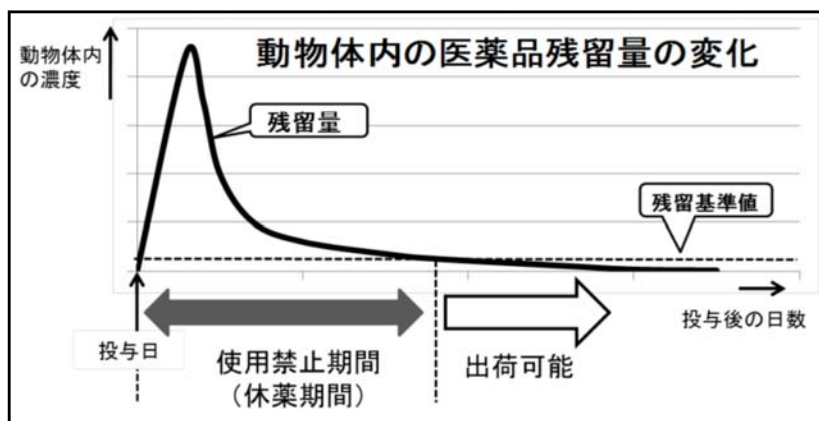 動物体内の医薬品残留量の変化
動物体内
の濃度
残留量
残留基準値
投与後の日数
投与日
使用禁止期間
（休薬期間）
出荷可能